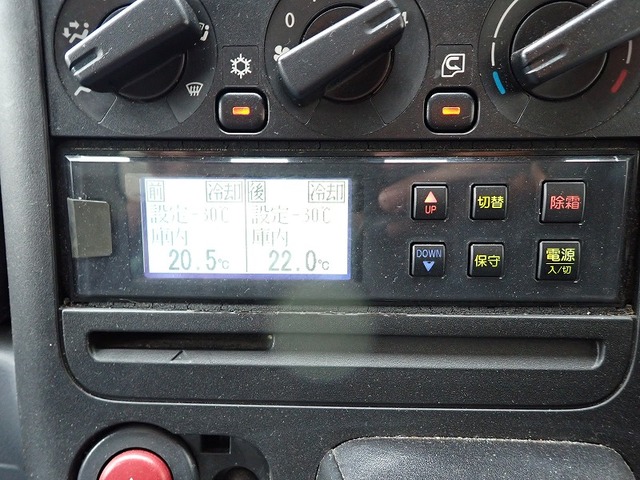 0
前 冷却 後 冷却
設定-30℃ 設定-30℃
庫内 庫内
20.5℃ 22.0℃
UP 切替 除霜
DOWN 保守 電源
入/切